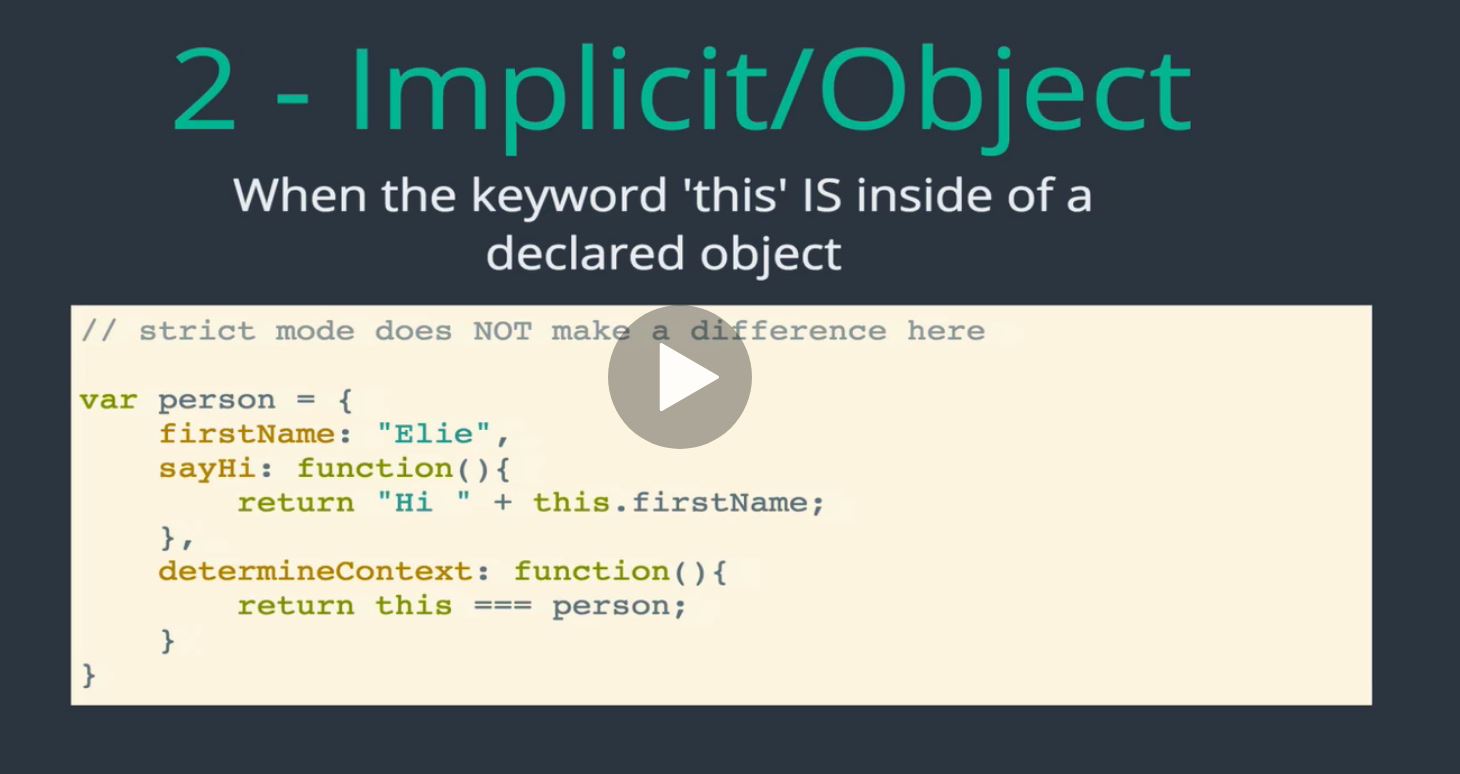 2 - Implicit/Object
When the keyword 'this' IS inside of a
declared object
// strict mode does NOT make a difference here
var person = {
    firstName: "Elie",
    sayHi: function(){
        return "Hi " + this.firstName;
    },
    determineContext: function(){
        return this === person;
    }
}